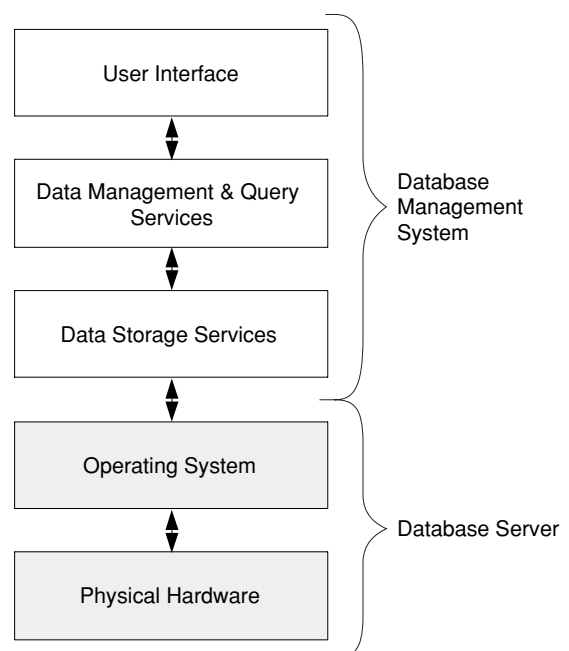 User Interface
Data Management & Query
Services
Database
Management
System
Data Storage Services
Operating System
Database Server
Physical Hardware